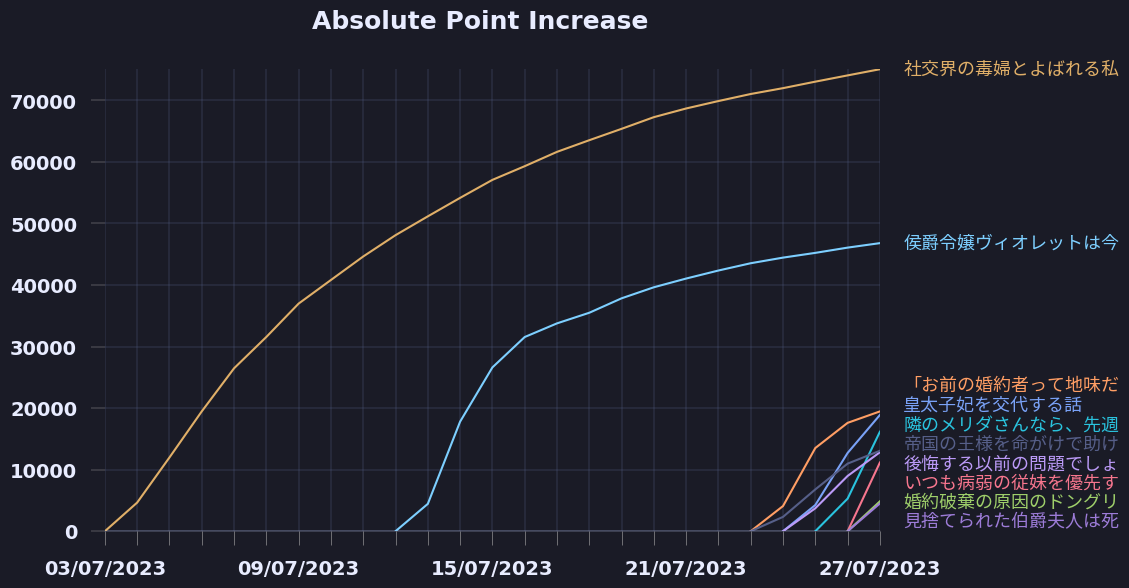 Absolute Point Increase
社交界の毒婦とよばれる私
70000
60000
50000
侯爵令嬢ヴィオレットは今
40000
30000
「お前の婚約者って地味だ
20000
皇太子妃を交代する話
隣のメリダさんなら、先週
帝国の王様を命がけで助け
後悔する以前の問題でしょ
10000
いつも病弱の従妹を優先す
婚約破棄の原因のドングリ
見捨てられた伯爵夫人は死
0
03/07/2023
09/07/2023
15/07/2023
21/07/2023
27/07/2023